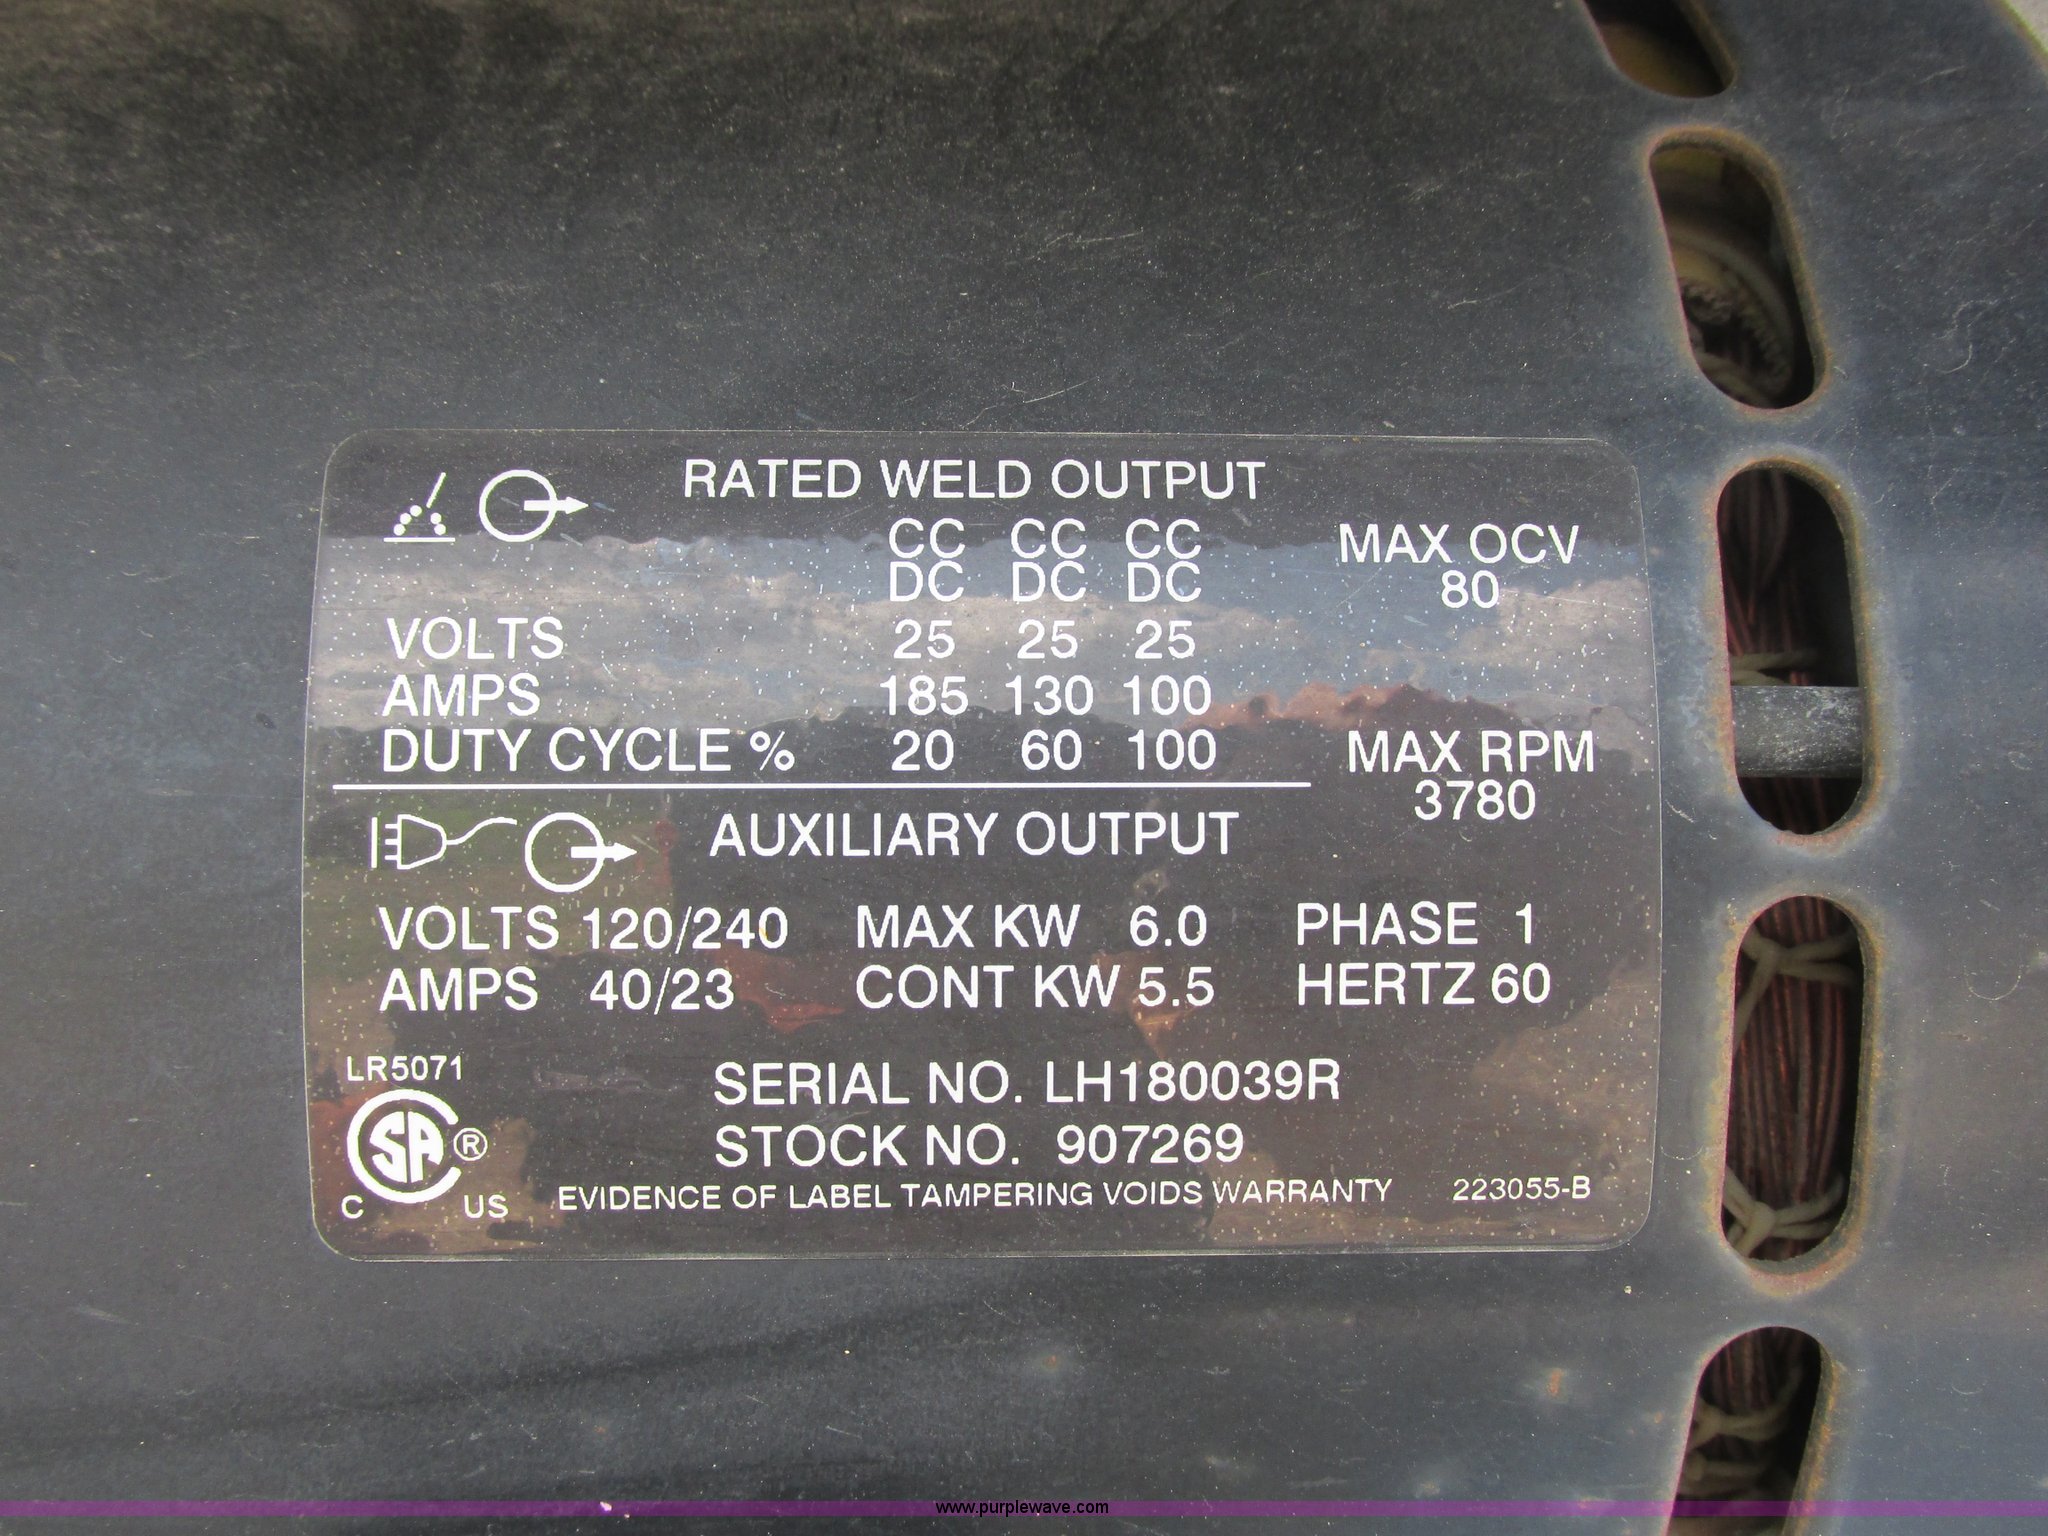 RATED WELD OUTPUT
CC CC CC MAX OCV
DC DC DC 80
VOLTS 25 25 25
AMPS 185 130 100
DUTY CYCLE % 20 60 100 MAX RPM
3780
AUXILIARY OUTPUT
VOLTS 120/240 MAX KW 6.0 PHASE 1
AMPS 40/23 CONT KW 5.5 HERTZ 60
LR5071
SERIAL NO. LH180039R
SA ®
STOCK NO. 907269
C US EVIDENCE OF LABEL TAMPERING VOIDS WARRANTY 223055-B
www.purplewave.com